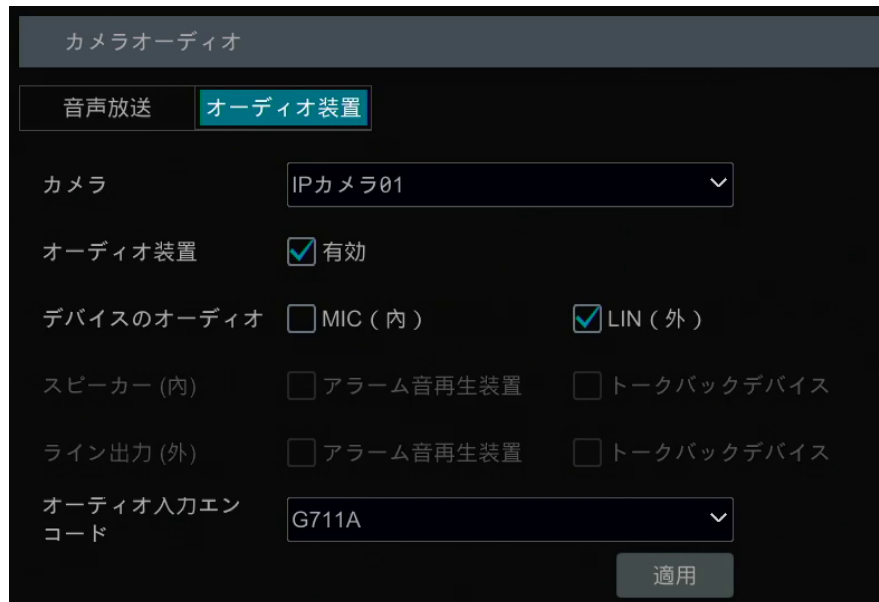 カメラオーディオ
音声放送 オーディオ装置
カメラ IPカメラ01
オーディオ装置 有効
デバイスのオーディオ MIC（內） LIN（外）
スピーカー (內) アラーム音再生装置 トークバックデバイス
ライン出力 (外) アラーム音再生装置 トークバックデバイス
オーディオ入力エン
コード G711A
適用